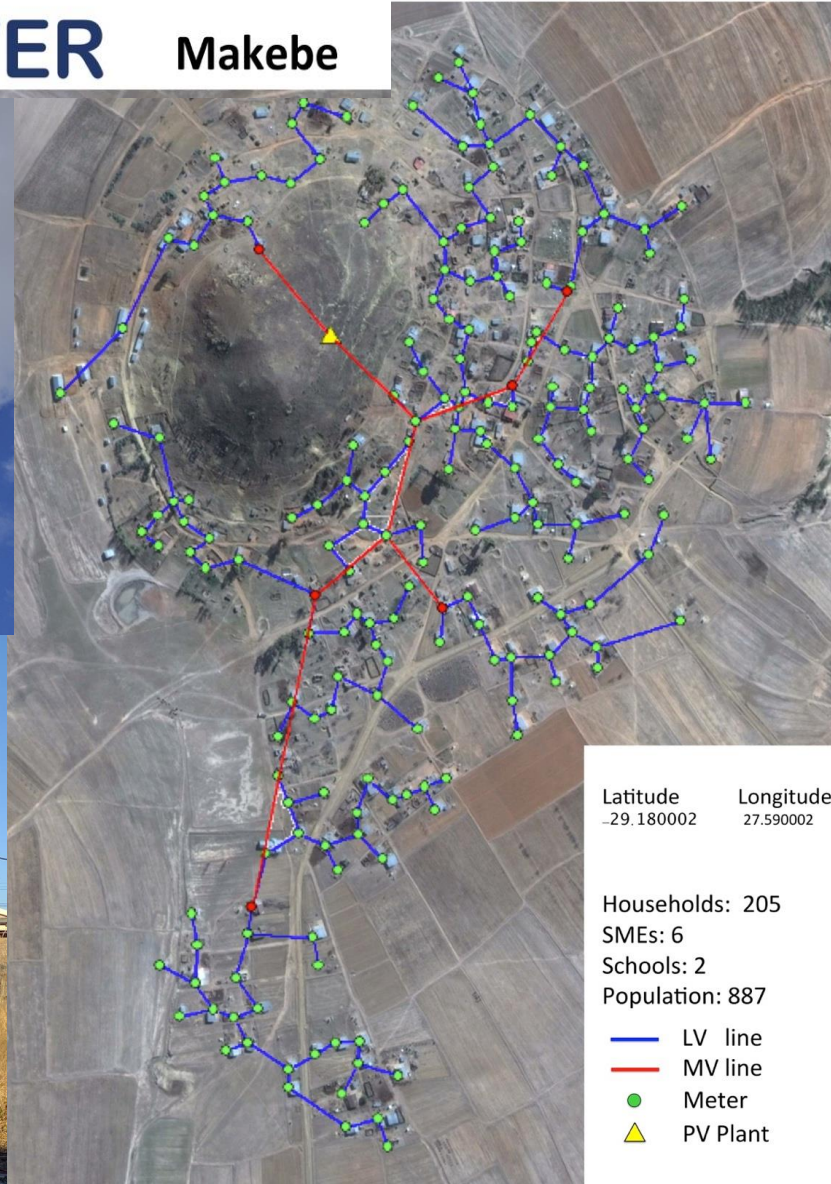 ER Makebe
Latitude Longitude
-29.180002 27.590002
Households: 205
SMEs: 6
Schools: 2
Population: 887
LV line
MV line
Meter
PV Plant